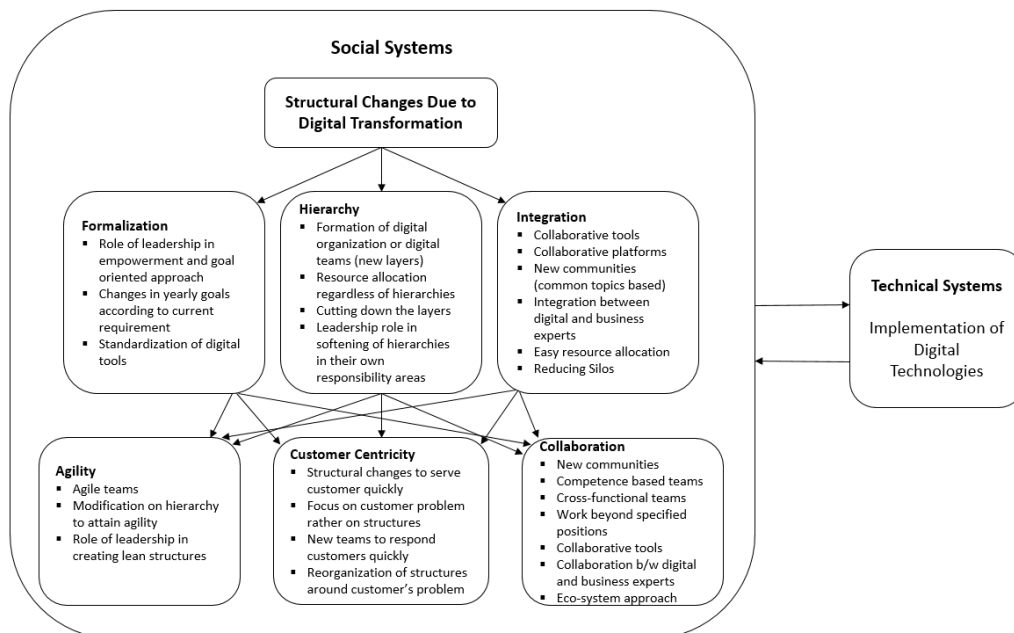 Social Systems
Structural Changes Due to
Digital Transformation
Formalization
▪ Role of leadership in
empowerment and goal
oriented approach
▪ Changes in yearly goals
according to current
requirement
▪ Standardization of digital
tools
Hierarchy
▪ Formation of digital
organization or digital
teams (new layers)
▪ Resource allocation
regardless of hierarchies
▪ Cutting down the layers
▪ Leadership role in
softening of hierarchies
in their own
responsibility areas
Integration
▪ Collaborative tools
▪ Collaborative platforms
▪ New communities
(common topics based)
▪ Integration between
digital and business
experts
▪ Easy resource allocation
▪ Reducing Silos
Agility
▪ Agile teams
▪ Modification on hierarchy
to attain agility
▪ Role of leadership in
creating lean structures
Customer Centricity
▪ Structural changes to serve
customer quickly
▪ Focus on customer problem
rather on structures
▪ New teams to respond
customers quickly
▪ Reorganization of structures
around customer's problem
Collaboration
▪ New communities
▪ Competence based teams
▪ Cross-functional teams
▪ Work beyond specified
positions
▪ Collaborative tools
▪ Collaboration b/w digital
and business experts
▪ Eco-system approach
Technical Systems
Implementation of
Digital
Technologies